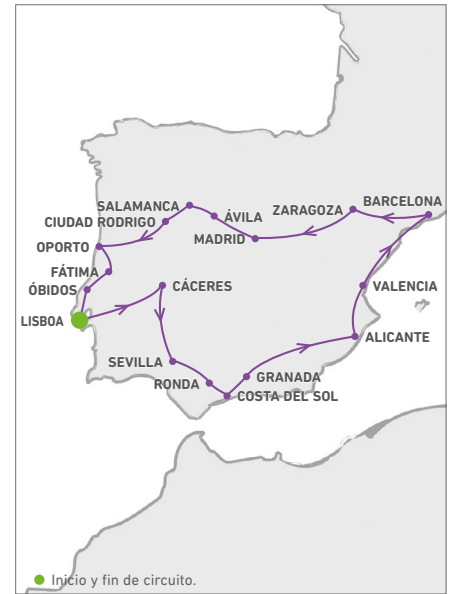 BARCELONA
SALAMANCA
ZARAGOZA
ÁVILA
CIUDAD RODRIGO
MADRID
OPORTO
FÁTIMA
CÁCERES
VALENCIA
ÓBIDOS
LISBOA
ALICANTE
SEVILLA
GRANADA
RONDA
COSTA DEL SOL
Inicio y fin de circuito.